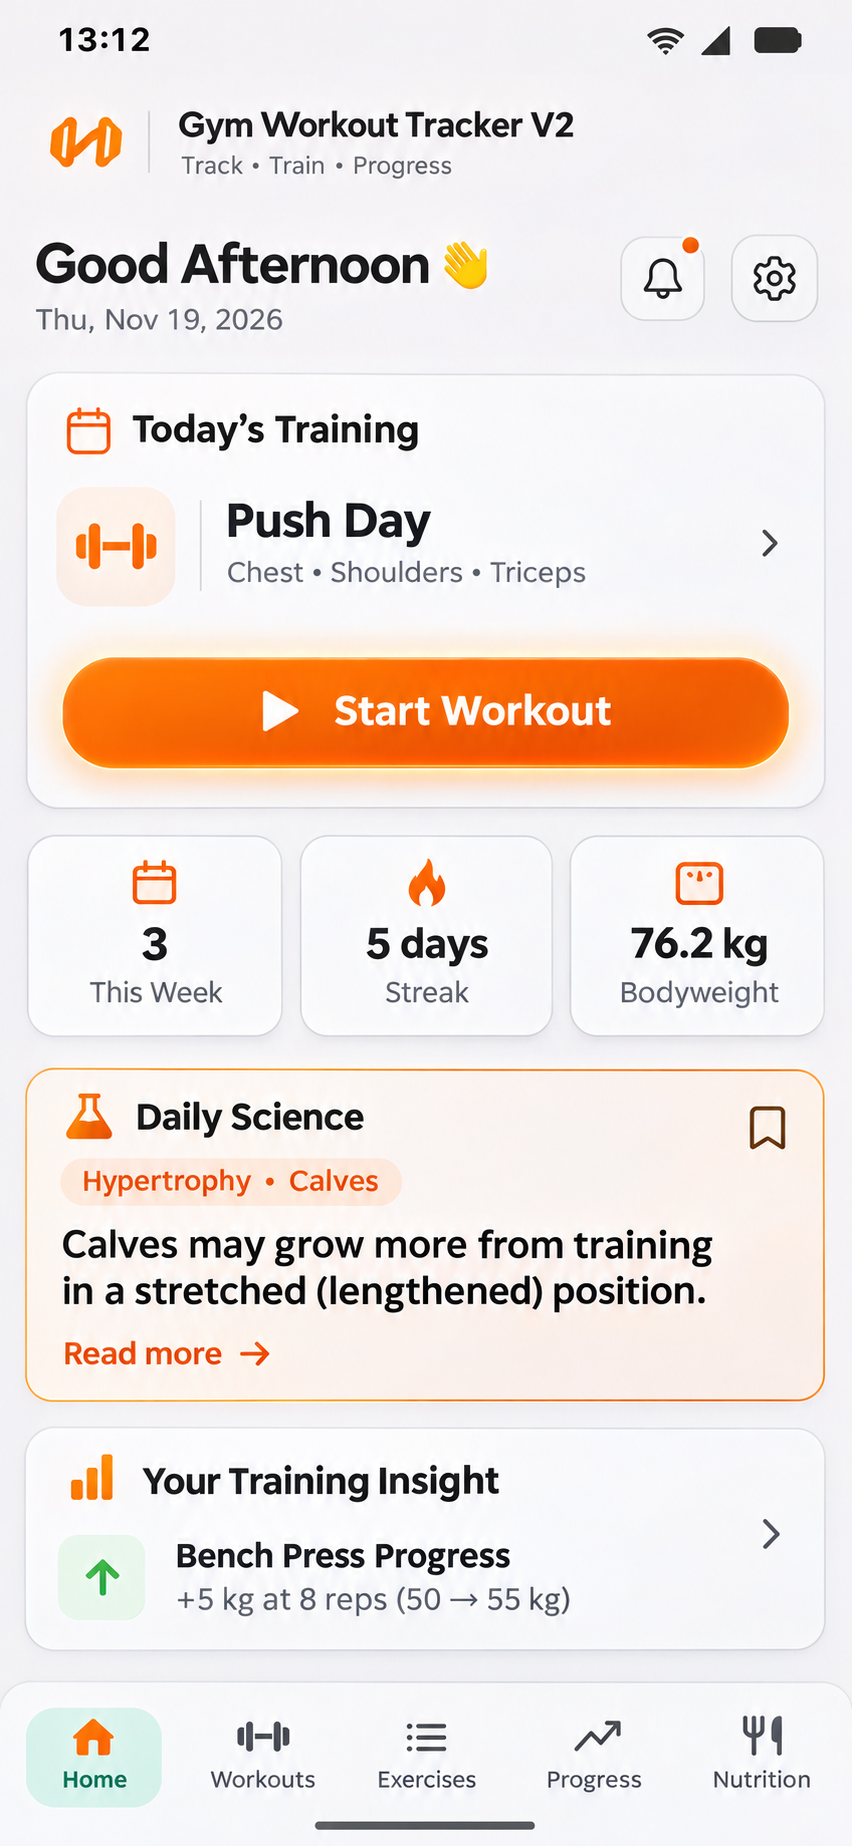 13:12
Gym Workout Tracker V2
Track • Train • Progress
Good Afternoon 👋
Thu, Nov 19, 2026
Today’s Training
Push Day
Chest • Shoulders • Triceps
Start Workout
3
This Week
5 days
Streak
76.2 kg
Bodyweight
Daily Science
Hypertrophy • Calves
Calves may grow more from training
in a stretched (lengthened) position.
Read more →
Your Training Insight
Bench Press Progress
+5 kg at 8 reps (50 → 55 kg)
Home
Workouts
Exercises
Progress
Nutrition